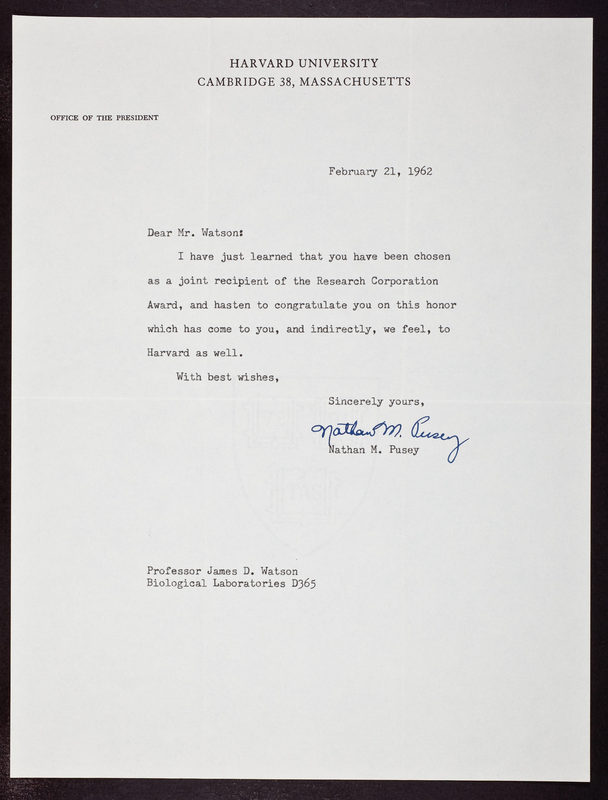 HARVARD UNIVERSITY
CAMBRIDGE 38, MASSACHUSETTS
OFFICE OF THE PRESIDENT
February 21, 1962
Dear Mr. Watson:
I have just learned that you have been chosen
as a joint recipient of the Research Corporation
Award, and hasten to congratulate you on this honor
which has come to you, and indirectly, we feel, to
Harvard as well.
With best wishes,
Sincerely yours,
Nathan M. Pusey
Nathan M. Pusey
Professor James D. Watson
Biological Laboratories D365